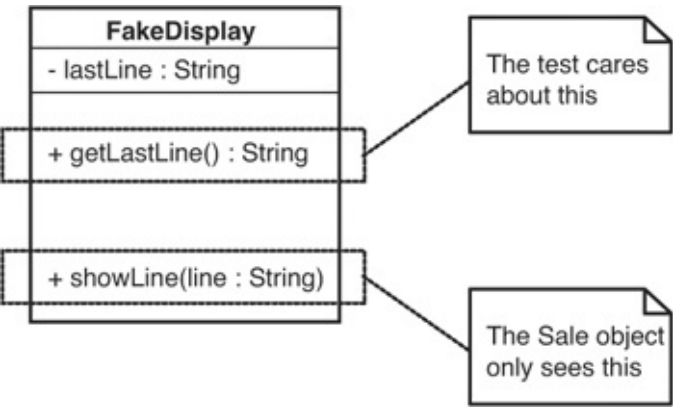 FakeDisplay
- lastLine : String
+ getLastLine() : String
+ showLine(line : String)
The test cares
about this
The Sale object
only sees this